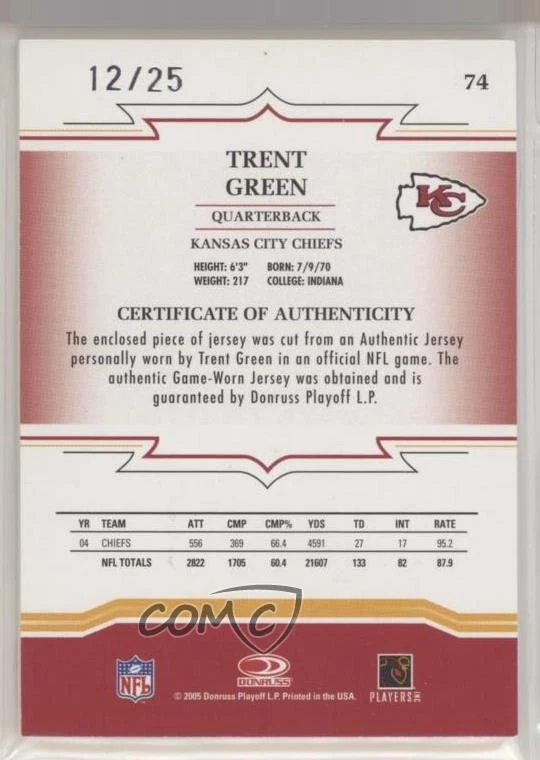 12/25
74
TRENT
GREEN
KC
QUARTERBACK
KANSAS CITY CHIEFS
HEIGHT: 6'3" BORN: 7/9/70
WEIGHT: 217 COLLEGE: INDIANA
CERTIFICATE OF AUTHENTICITY
The enclosed piece of jersey was cut from an Authentic Jersey
personally worn by Trent Green in an official NFL game. The
authentic Game-Worn Jersey was obtained and is
guaranteed by Donruss Playoff L.P.
YR TEAM ATT CMP CMP% YDS TD INT RATE
04 CHIEFS 556 369 66.4 4591 27 17 95.2
NFL TOTALS 2822 1705 60.4 21607 133 82 87.9
COMC
NFL
DONRUSS
PLAYERS INC
© 2005 Donruss Playoff L.P. Printed in the USA.